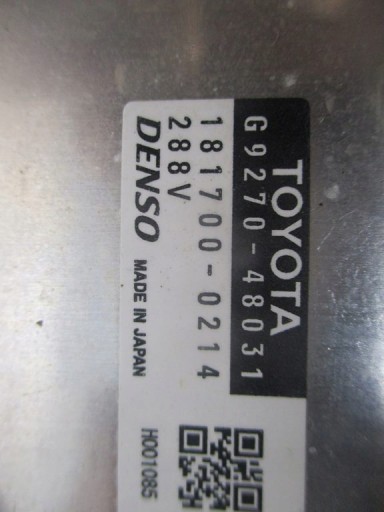 TOYOTA
G9270-48031
181700-0214
288V
DENSO MADE IN JAPAN H001085